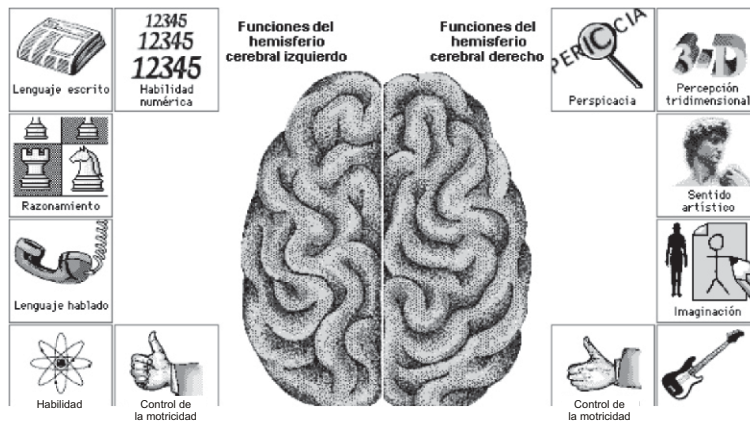 12345
12345
12345
Lenguaje escrito
Habilidad
numérica
Funciones del
hemisferio
cerebral izquierdo
Funciones del
hemisferio
cerebral derecho
PERICICIA
Perspicacia
3-D
Percepción
tridimensional
Razonamiento
Sentido
artístico
Lenguaje hablado
Imaginación
Habilidad
Control de
la motricidad
Control de
la motricidad